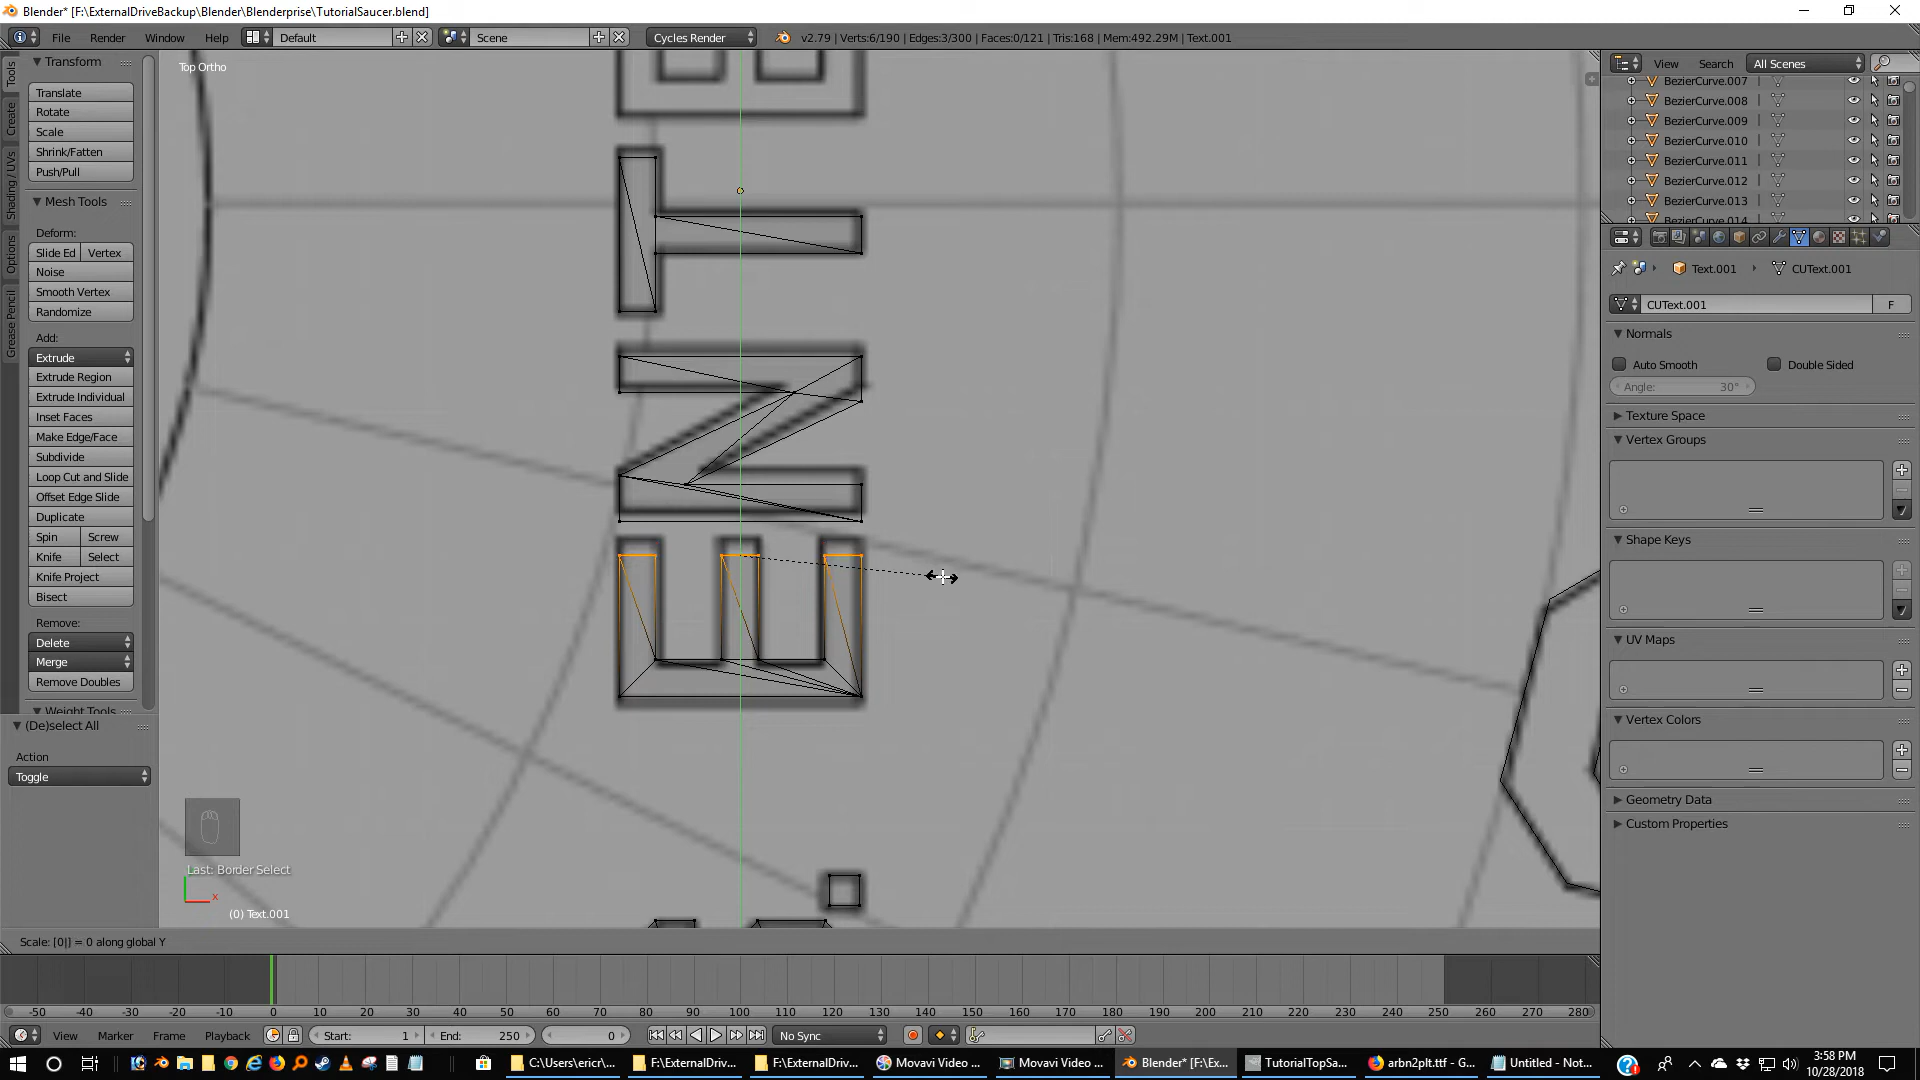 Blender* [F:\ExternalDriveBackup\Blender\Blenderprise\TutorialSaucer.blend]
File Render Window Help Default Scene Cycles Render v2.79 | Verts:6/190 | Edges:3/300 | Faces:0/121 | Tris:168 | Mem:492.29M | Text.001
Tools
Create
Shading / UVs
Options
Grease Pencil
Transform
Translate
Rotate
Scale
Shrink/Fatten
Push/Pull
Mesh Tools
Deform:
Slide Ed Vertex
Noise
Smooth Vertex
Randomize
Add:
Extrude
Extrude Region
Extrude Individual
Inset Faces
Make Edge/Face
Subdivide
Loop Cut and Slide
Offset Edge Slide
Duplicate
Spin Screw
Knife Select
Knife Project
Bisect
Remove:
Delete
Merge
Remove Doubles
Weight Tools
(De)select All
Action
Toggle
Top Ortho
T
N
E
Last: Border Select
x
(0) Text.001
Scale: [0|] = 0 along global Y
View Search All Scenes
BezierCurve.007
BezierCurve.008
BezierCurve.009
BezierCurve.010
BezierCurve.011
BezierCurve.012
BezierCurve.013
BezierCurve.014
Text.001 CUText.001
CUText.001 F
Normals
Auto Smooth Double Sided
Angle: 30°
Texture Space
Vertex Groups
Shape Keys
UV Maps
Vertex Colors
Geometry Data
Custom Properties
-50 -40 -30 -20 -10 0 10 20 30 40 50 60 70 80 90 100 110 120 130 140 150 160 170 180 190 200 210 220 230 240 250 260 270 280
View Marker Frame Playback Start: 1 End: 250 0 No Sync
C:\Users\ericr\... F:\ExternalDriv... F:\ExternalDriv... Movavi Video ... Movavi Video ... Blender* [F:\Ex... TutorialTopSa... arbn2plt.ttf - G... Untitled - Not...
3:58 PM
10/28/2018